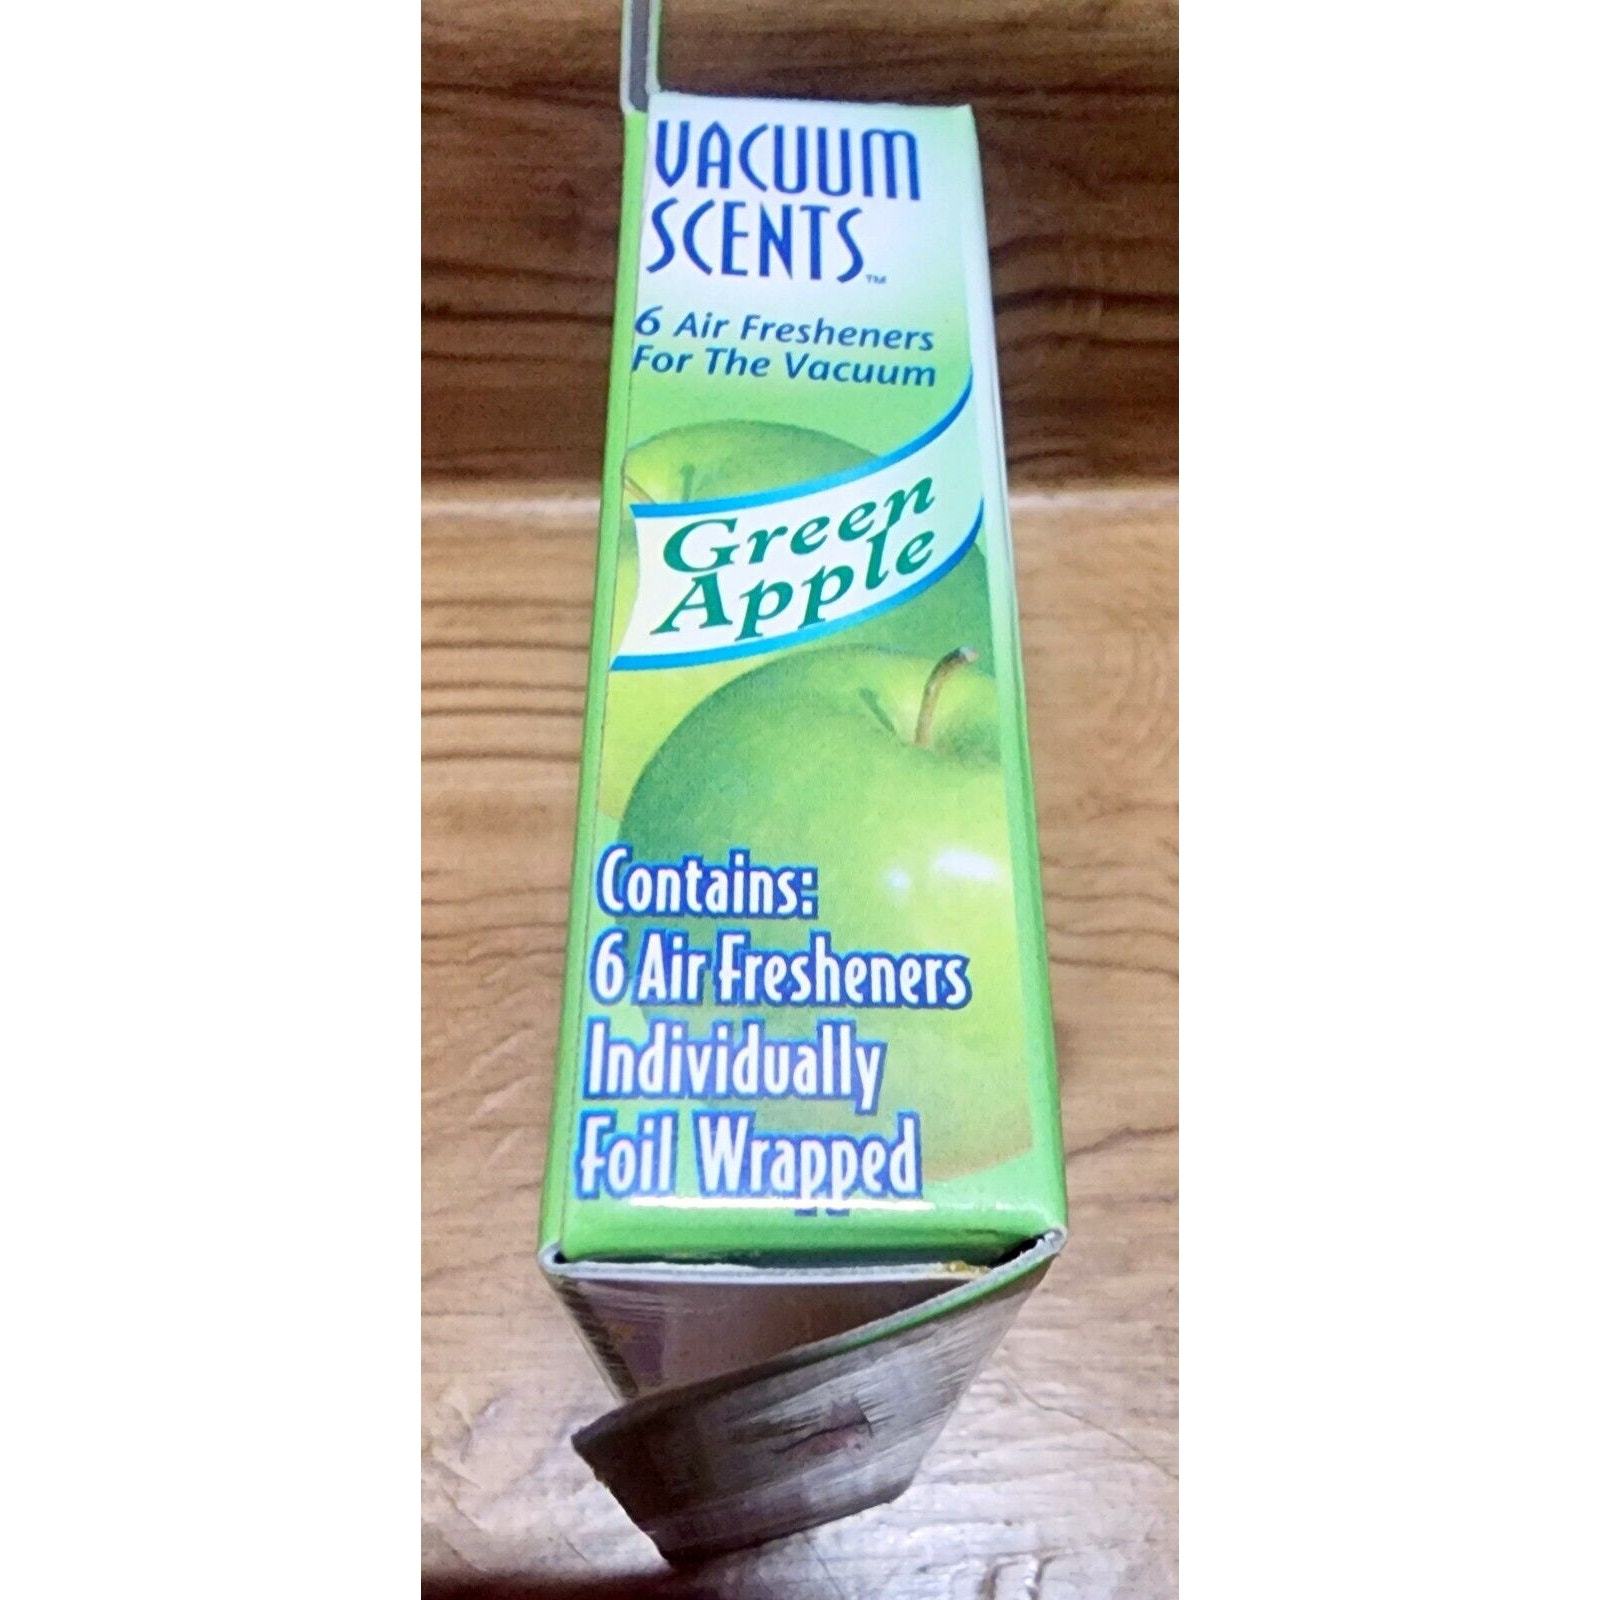 VACUUM
SCENTS™
6 Air Fresheners
For The Vacuum
Green
Apple
Contains:
6 Air Fresheners
Individually
Foil Wrapped